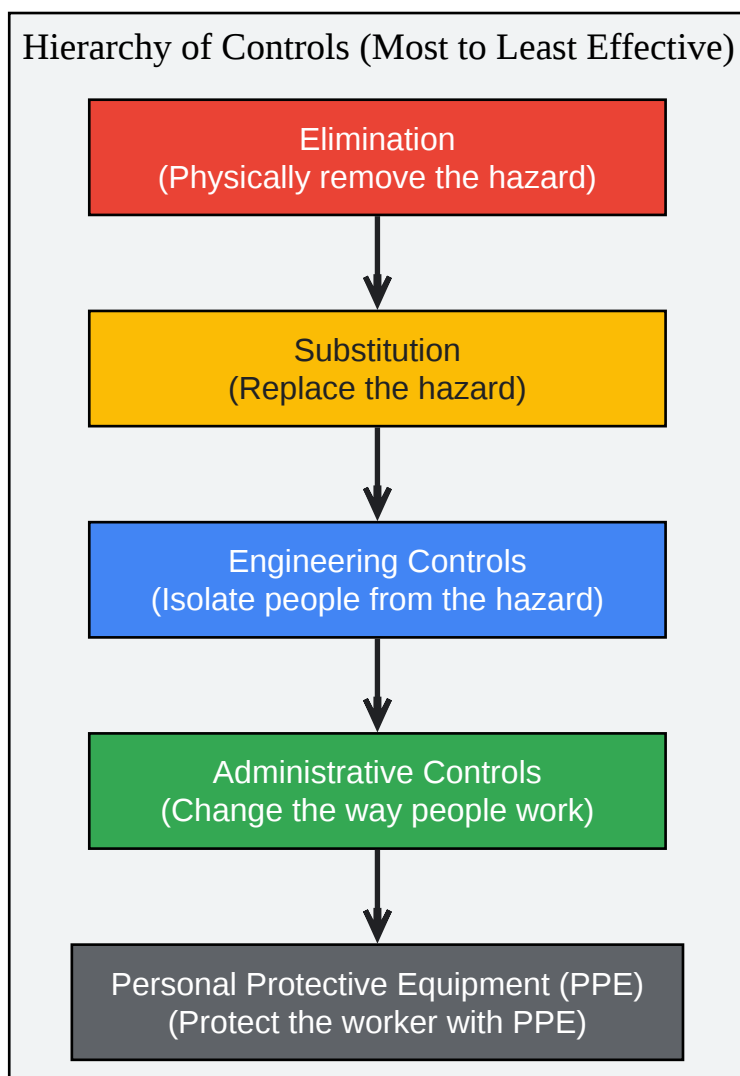 Hierarchy of Controls (Most to Least Effective)
Elimination
(Physically remove the hazard)
Substitution
(Replace the hazard)
Engineering Controls
(Isolate people from the hazard)
Administrative Controls
(Change the way people work)
Personal Protective Equipment (PPE)
(Protect the worker with PPE)